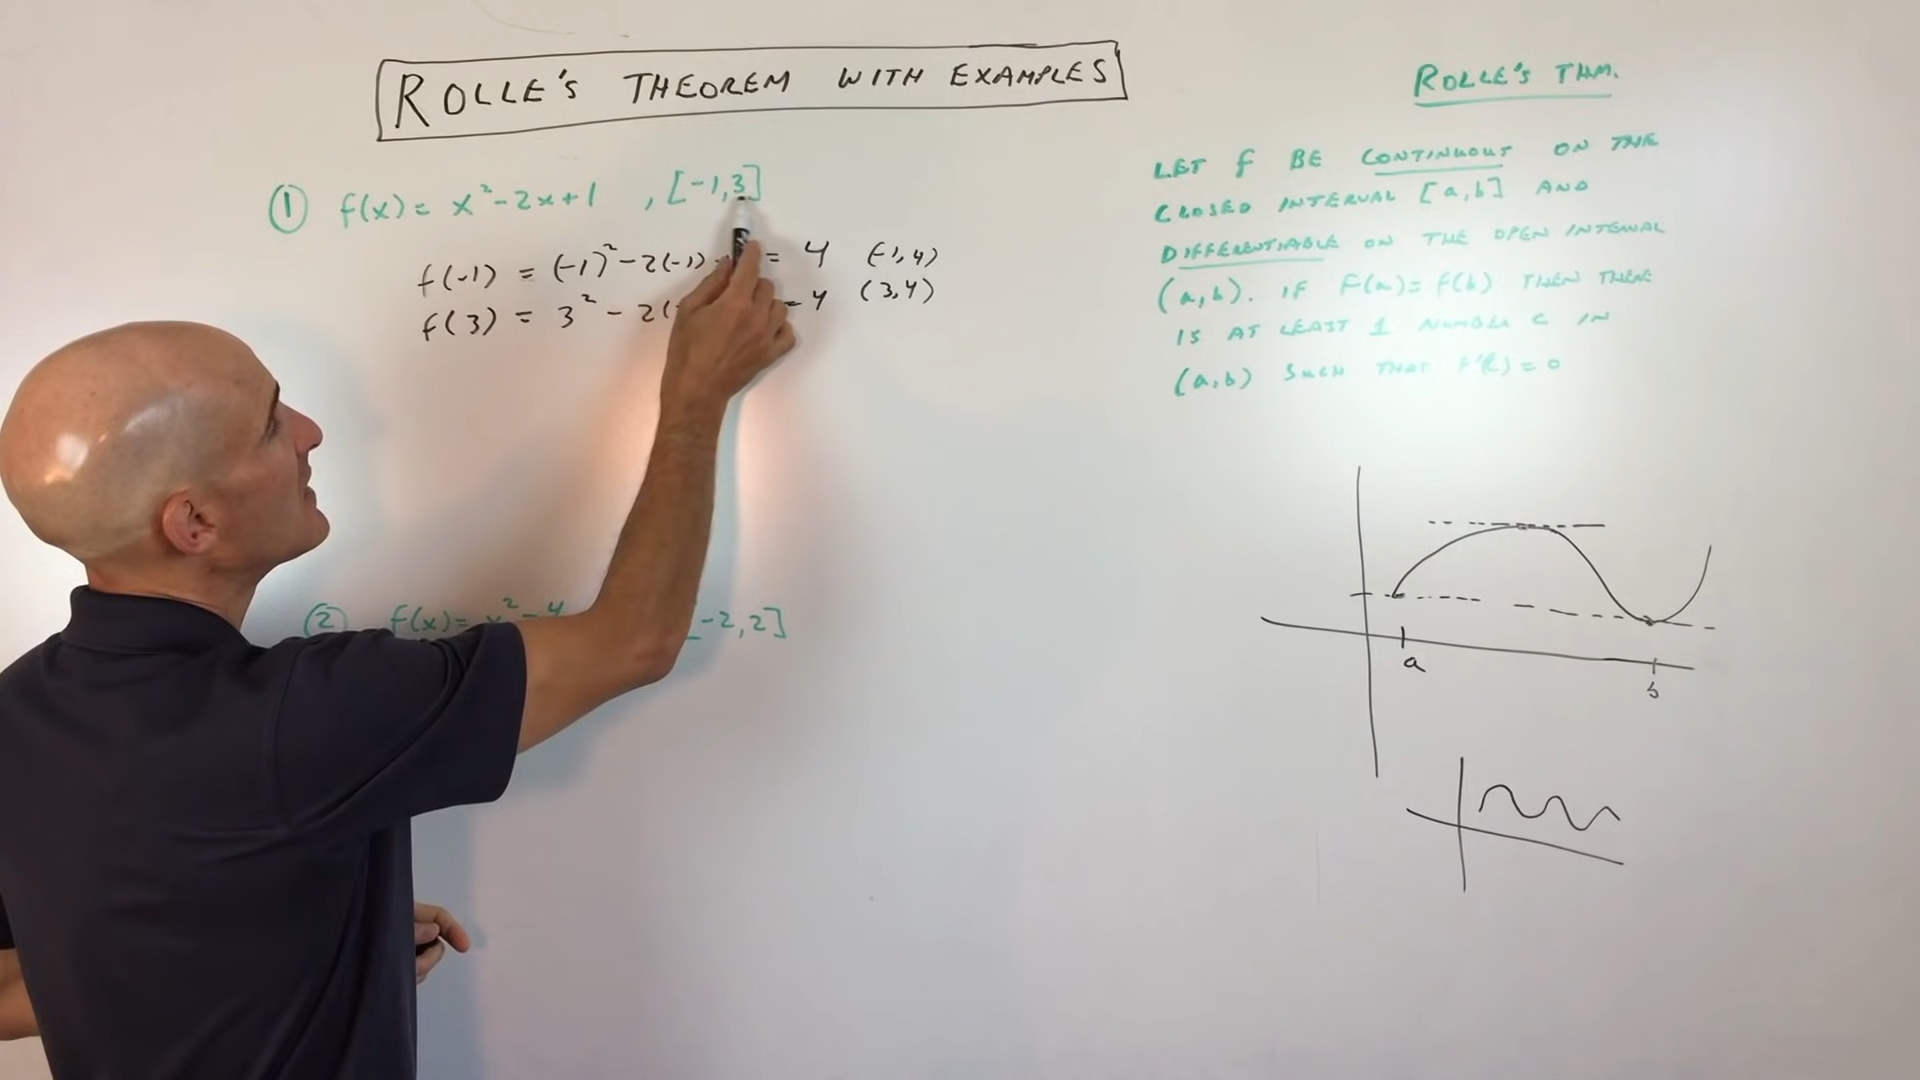 ROLLE'S THEOREM WITH EXAMPLES
① f(x) = x² - 2x + 1 , [-1, 3]
f(-1) = (-1)² - 2(-1) = 4 (-1, 4)
f(3) = 3² - 2( = 4 (3, 4)
② f(x) = x² - 4 -2, 2]
ROLLE'S THM.
LET f BE CONTINUOUS ON THE
CLOSED INTERVAL [a, b] AND
DIFFERENTIABLE ON THE OPEN INTERVAL
(a, b). IF F(a) = f(b) THEN THERE
IS AT LEAST 1 NUMBER C IN
(a, b) SUCH THAT F'(C) = 0
a
b